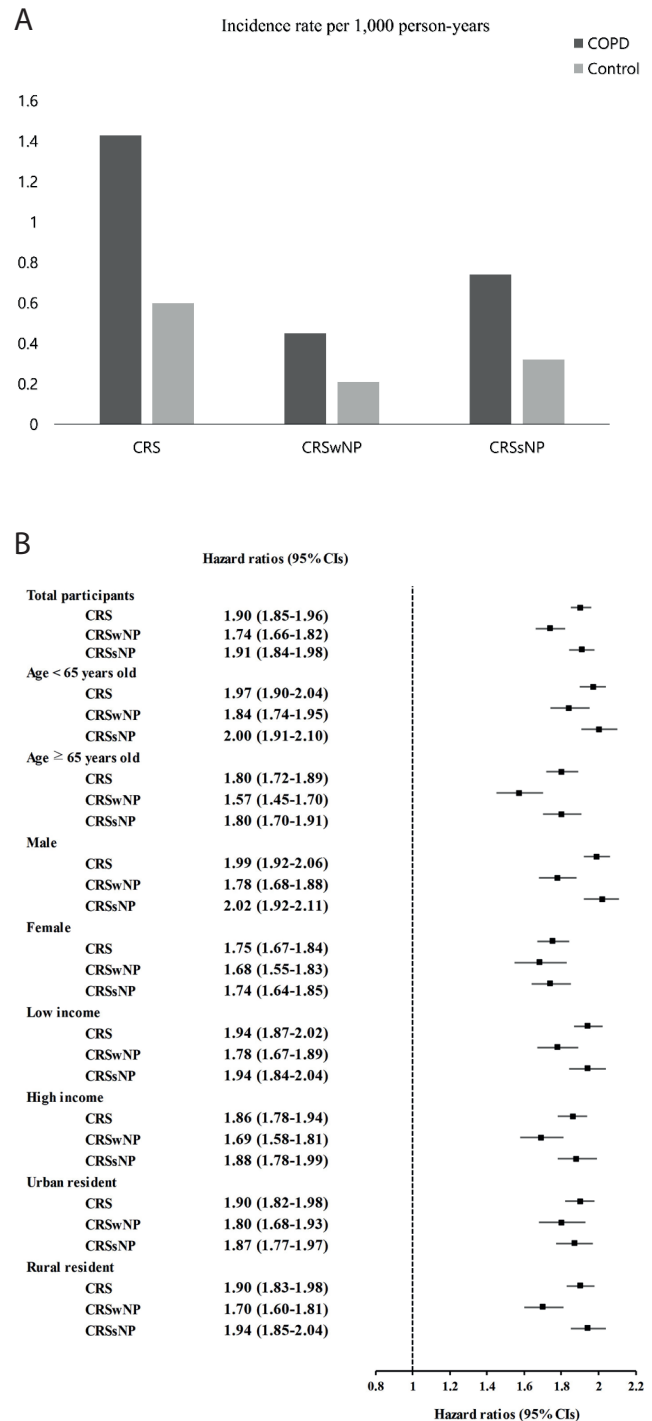 A
Incidence rate per 1,000 person-years
COPD
Control
1.6
1.4
1.2
1
0.8
0.6
0.4
0.2
0
CRS CRSwNP CRSsNP
B
Hazard ratios (95% CIs)
Total participants
CRS 1.90 (1.85-1.96)
CRSwNP 1.74 (1.66-1.82)
CRSsNP 1.91 (1.84-1.98)
Age < 65 years old
CRS 1.97 (1.90-2.04)
CRSwNP 1.84 (1.74-1.95)
CRSsNP 2.00 (1.91-2.10)
Age ≥ 65 years old
CRS 1.80 (1.72-1.89)
CRSwNP 1.57 (1.45-1.70)
CRSsNP 1.80 (1.70-1.91)
Male
CRS 1.99 (1.92-2.06)
CRSwNP 1.78 (1.68-1.88)
CRSsNP 2.02 (1.92-2.11)
Female
CRS 1.75 (1.67-1.84)
CRSwNP 1.68 (1.55-1.83)
CRSsNP 1.74 (1.64-1.85)
Low income
CRS 1.94 (1.87-2.02)
CRSwNP 1.78 (1.67-1.89)
CRSsNP 1.94 (1.84-2.04)
High income
CRS 1.86 (1.78-1.94)
CRSwNP 1.69 (1.58-1.81)
CRSsNP 1.88 (1.78-1.99)
Urban resident
CRS 1.90 (1.82-1.98)
CRSwNP 1.80 (1.68-1.93)
CRSsNP 1.87 (1.77-1.97)
Rural resident
CRS 1.90 (1.83-1.98)
CRSwNP 1.70 (1.60-1.81)
CRSsNP 1.94 (1.85-2.04)
0.8 1 1.2 1.4 1.6 1.8 2 2.2
Hazard ratios (95% CIs)